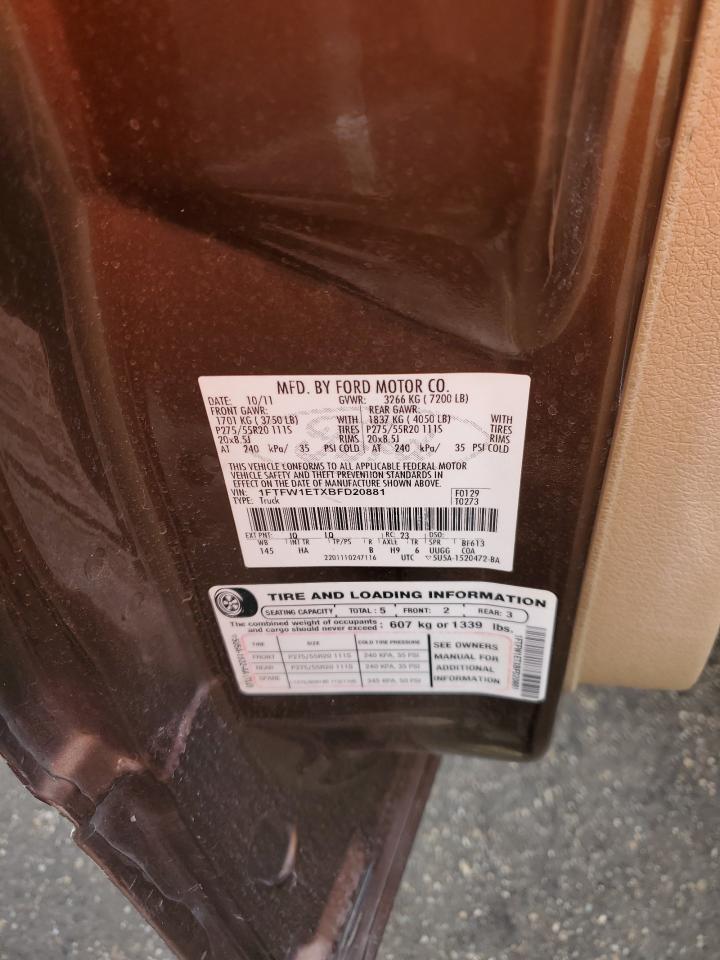 MFD. BY FORD MOTOR CO.
DATE: 10/11 GVWR: 3266 KG ( 7200 LB)
FRONT GAWR: REAR GAWR:
1701 KG ( 3750 LB) WITH 1837 KG ( 4050 LB) WITH
P275/55R20 111S TIRES P275/55R20 111S TIRES
20x8.5J RIMS 20x8.5J RIMS
AT 240 kPa/ 35 PSI COLD AT 240 kPa/ 35 PSI COLD
THIS VEHICLE CONFORMS TO ALL APPLICABLE FEDERAL MOTOR
VEHICLE SAFETY AND THEFT PREVENTION STANDARDS IN
EFFECT ON THE DATE OF MANUFACTURE SHOWN ABOVE.
VIN: 1FTFW1ETXBFD20881 F0129
TYPE: Truck T0273
EXT PNT: RC: 23 DSO:
WB INT TR TP/PS R AXLE TR SPR BF613
145 HA B H9 6 UUGG COA
2201110247116 UTC 5U5A-1520472-BA
TIRE AND LOADING INFORMATION
SEATING CAPACITY TOTAL : 5 FRONT: 2 REAR: 3
The combined weight of occupants and cargo should never exceed : 607 kg or 1339 lbs.
TIRE SIZE COLD TIRE PRESSURE SEE OWNERS
FRONT P275/55R20 111S 240 KPA, 35 PSI MANUAL FOR
REAR P275/55R20 111S 240 KPA, 35 PSI ADDITIONAL
SPARE 345 KPA, 50 PSI INFORMATION